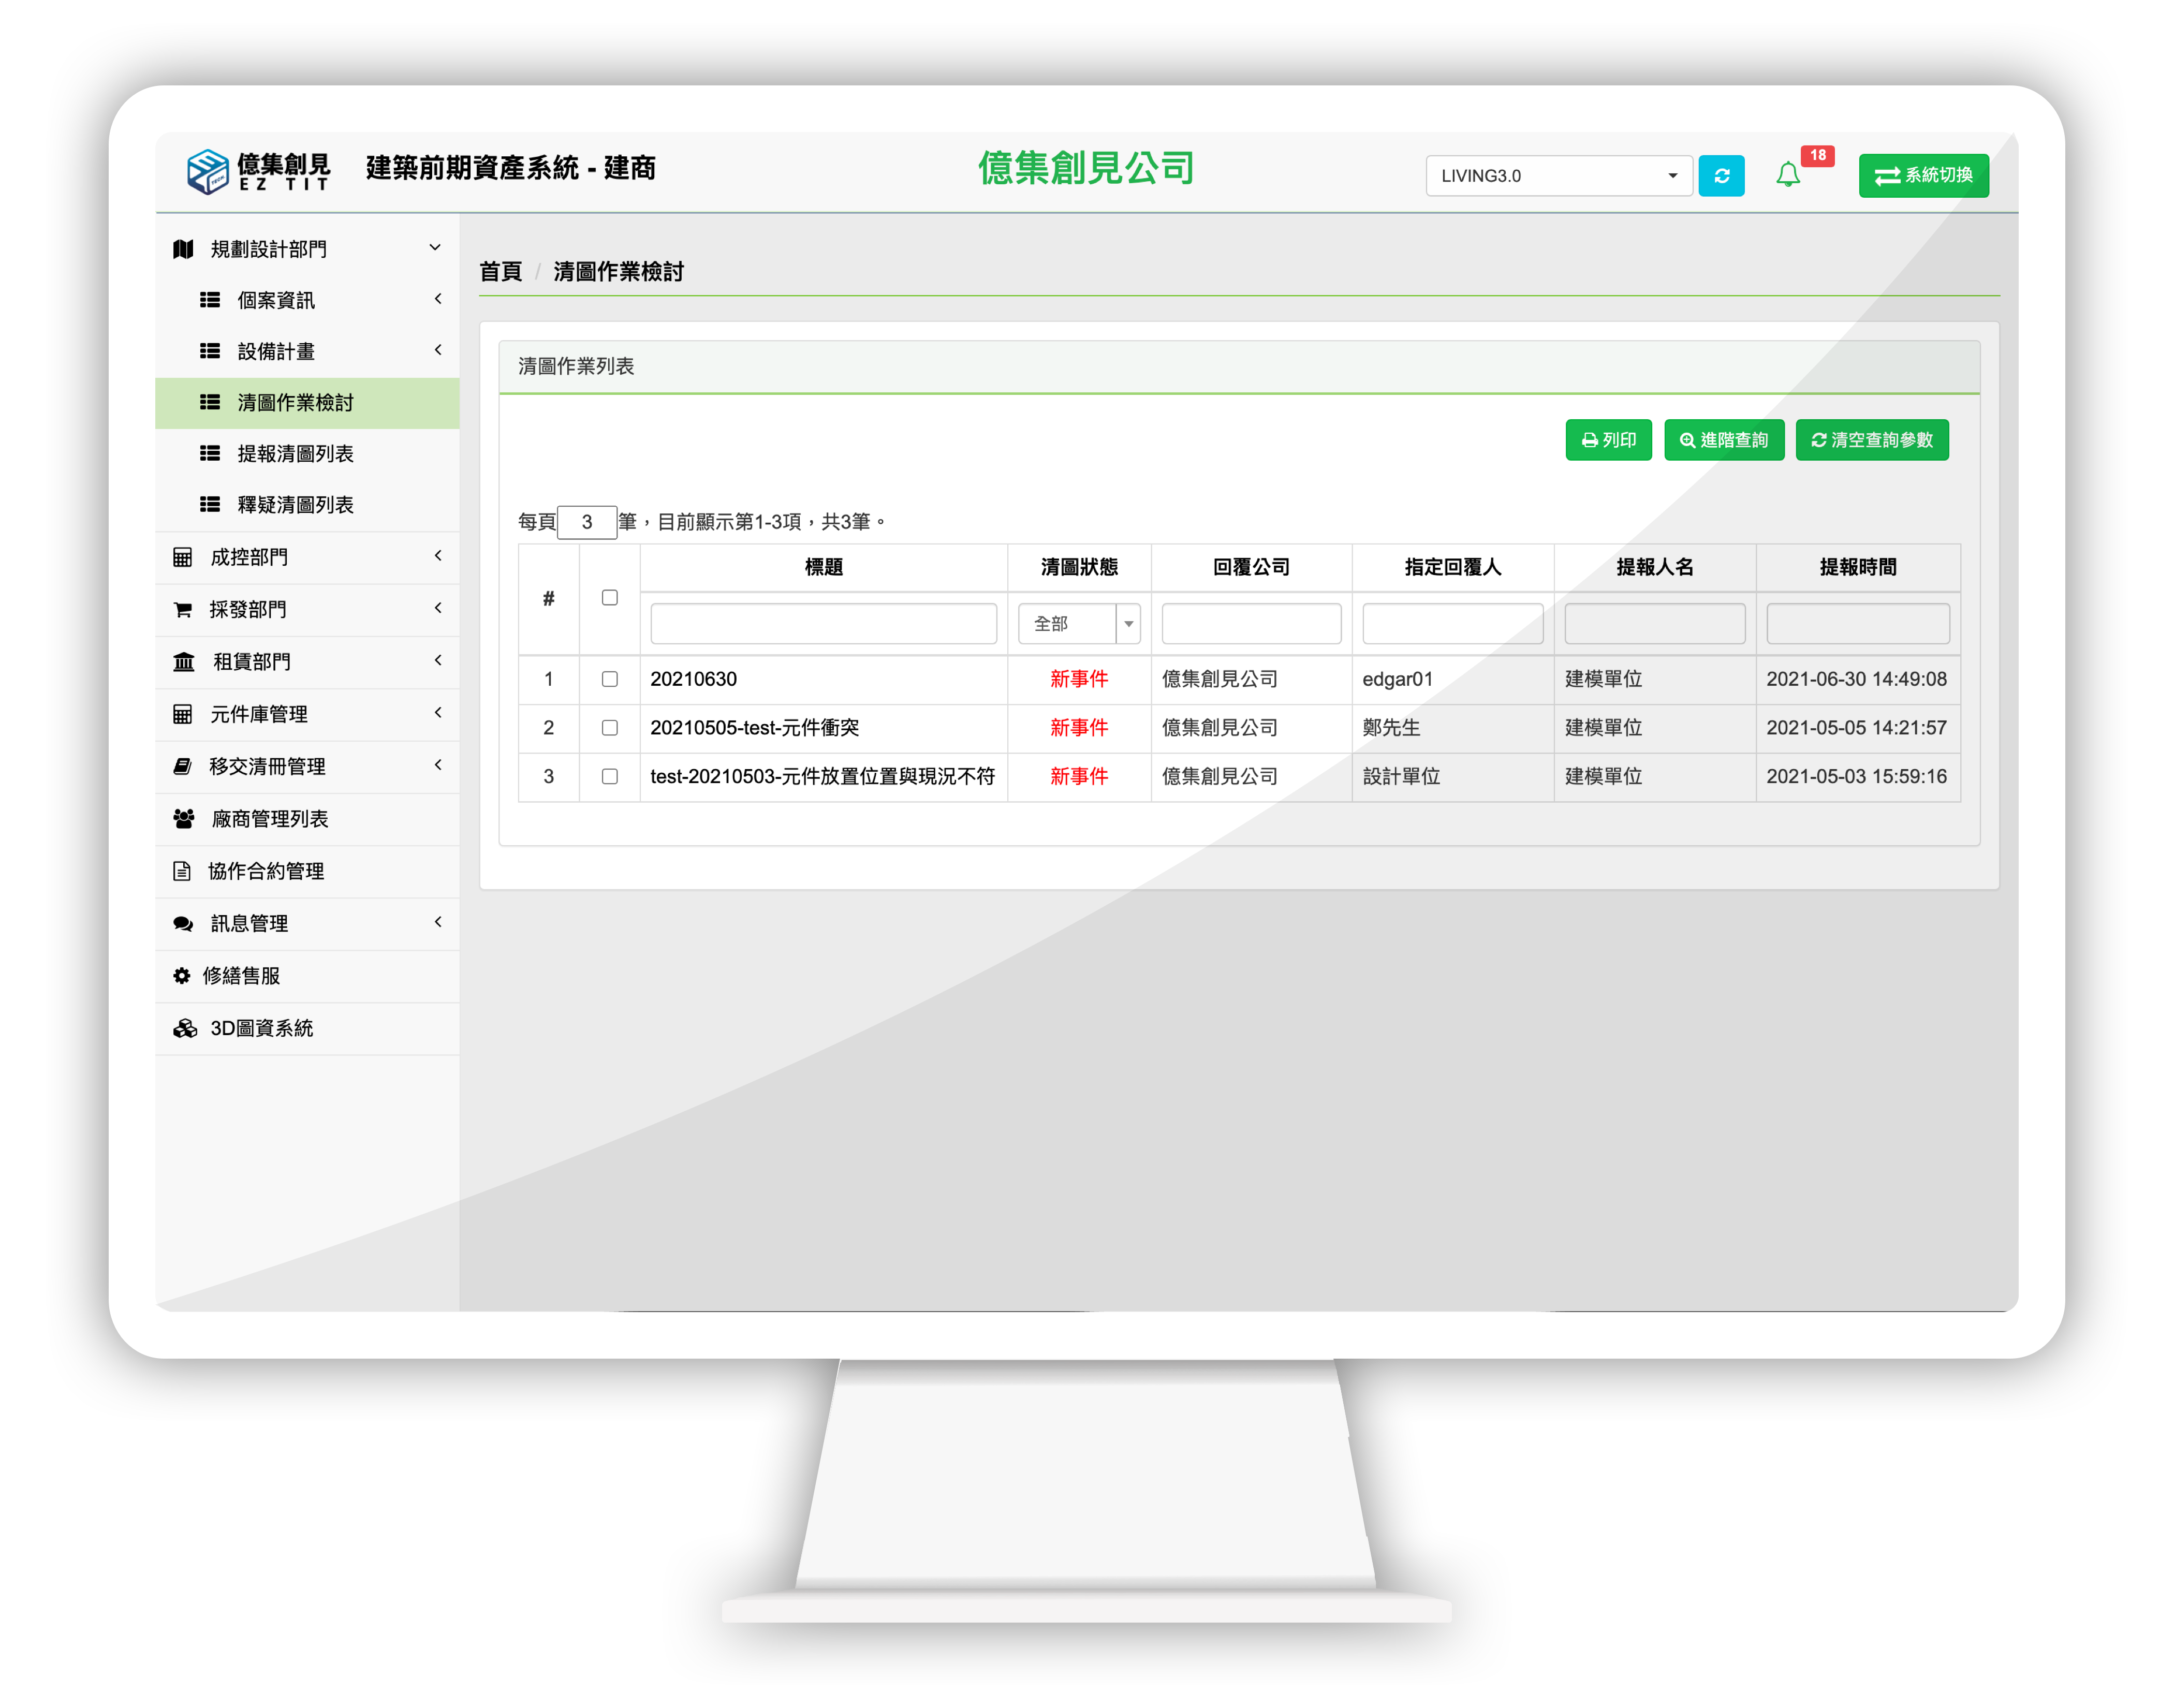 億集創見
EZ TIT
TECH
建築前期資產系統 - 建商
億集創見公司
LIVING3.0
18
系統切換
規劃設計部門
個案資訊
設備計畫
清圖作業檢討
提報清圖列表
釋疑清圖列表
成控部門
採發部門
租賃部門
元件庫管理
移交清冊管理
廠商管理列表
協作合約管理
訊息管理
修繕售服
3D圖資系統
首頁 / 清圖作業檢討
清圖作業列表
列印 進階查詢 清空查詢參數
每頁 3 筆，目前顯示第1-3項，共3筆。
# 標題 清圖狀態 回覆公司 指定回覆人 提報人名 提報時間
全部
1 20210630 新事件 億集創見公司 edgar01 建模單位 2021-06-30 14:49:08
2 20210505-test-元件衝突 新事件 億集創見公司 鄭先生 建模單位 2021-05-05 14:21:57
3 test-20210503-元件放置位置與現況不符 新事件 億集創見公司 設計單位 建模單位 2021-05-03 15:59:16